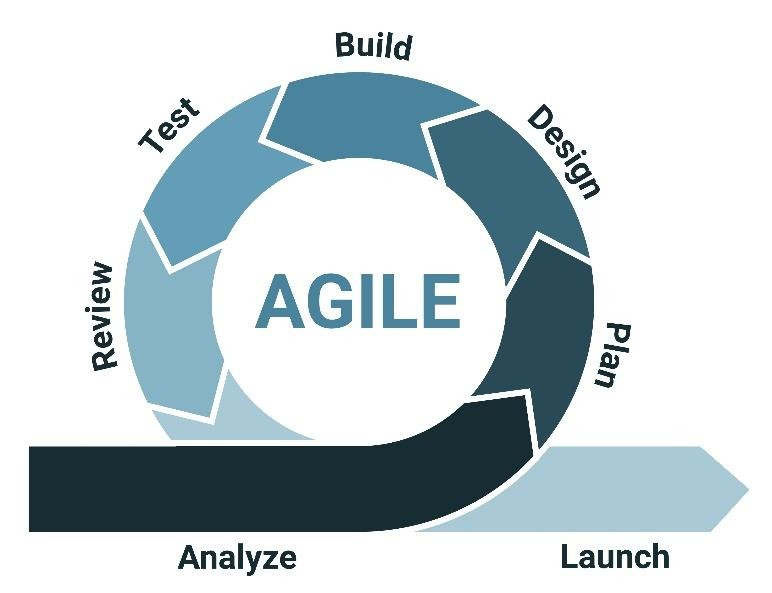 Build
Test
Design
Review
AGILE
Plan
Analyze
Launch